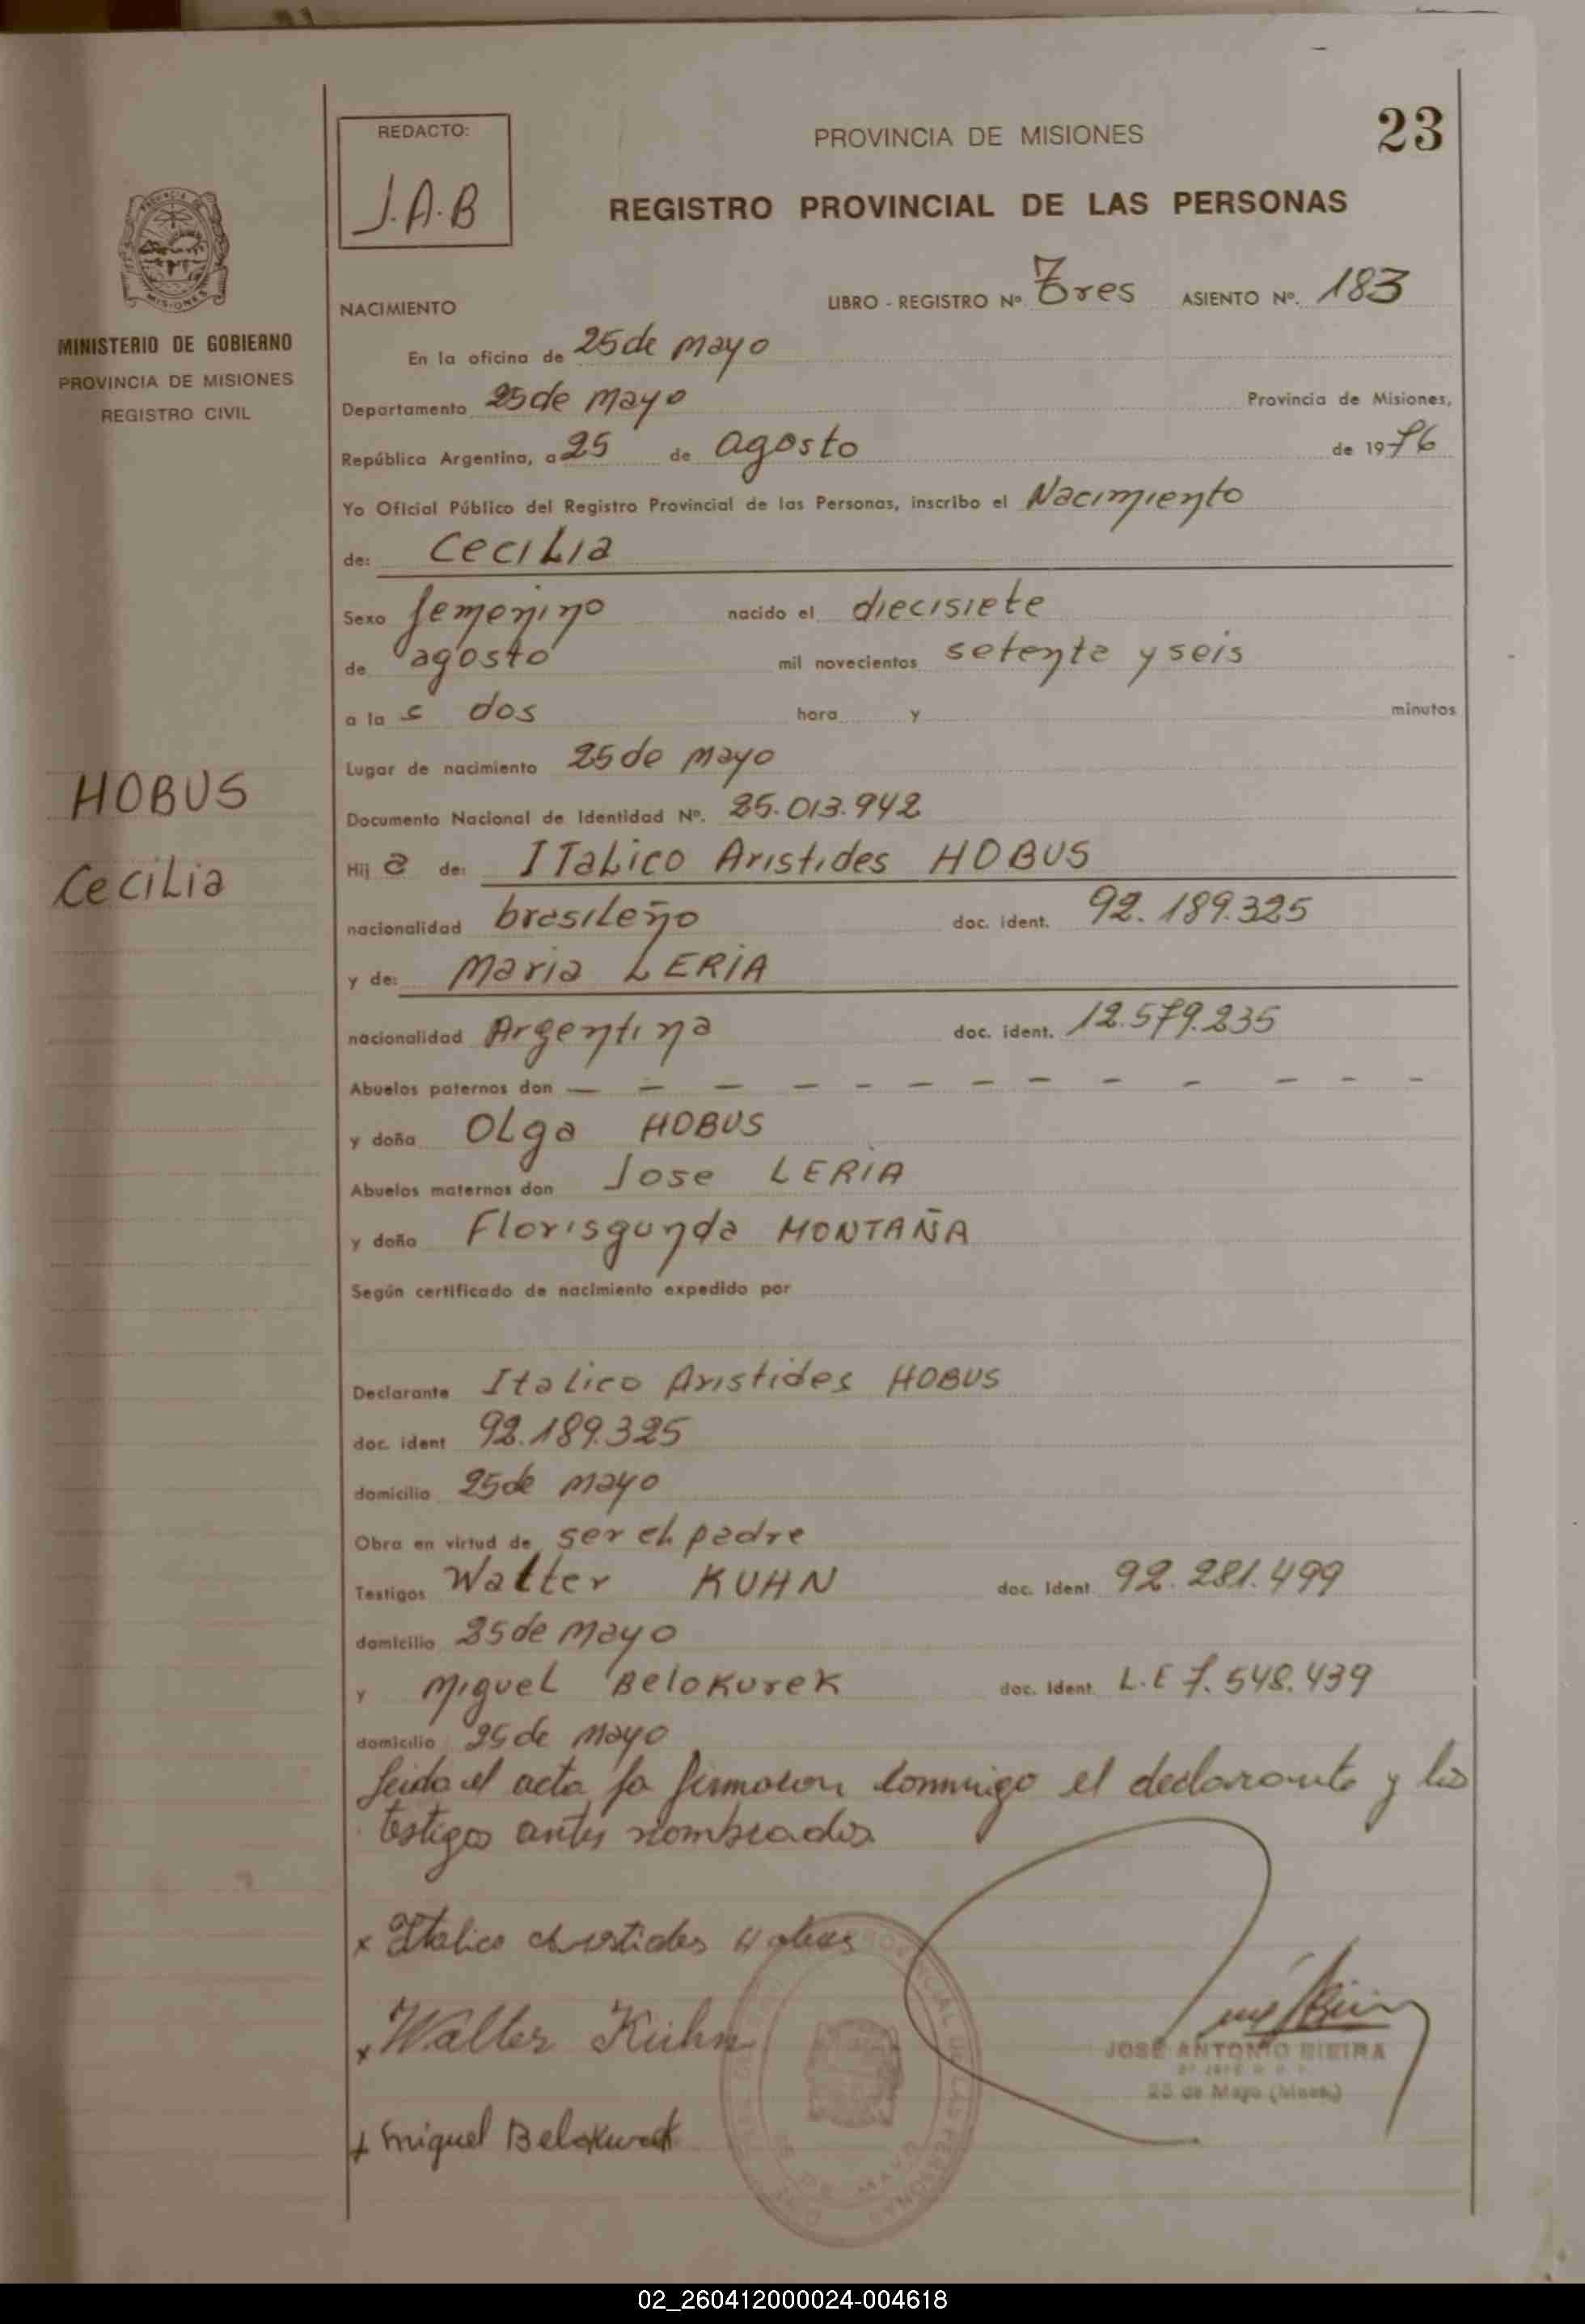 REDACTO:
J.A.B
PROVINCIA DE MISIONES
23
REGISTRO PROVINCIAL DE LAS PERSONAS
MISIONES
MINISTERIO DE GOBIERNO
PROVINCIA DE MISIONES
REGISTRO CIVIL
NACIMIENTO LIBRO - REGISTRO Nº. Tres ASIENTO Nº. 183
En la oficina de 25 de mayo
Departamento 25 de mayo Provincia de Misiones,
República Argentina, a 25 de agosto de 1976
Yo Oficial Público del Registro Provincial de las Personas, inscribo el Nacimiento
de: Cecilia
Sexo femenino nacido el diecisiete
de agosto mil novecientos setenta y seis
a la s dos hora y minutos
Lugar de nacimiento 25 de mayo
HOBUS
Cecilia
Documento Nacional de Identidad Nº. 25.013.942
Hij a de: ITalico Aristides HOBUS
nacionalidad brasileño doc. ident. 92.189.325
y de: Maria LERIA
nacionalidad Argentina doc. ident. 12.579.235
Abuelos paternos don — — — — — — — — — — — — —
y doña Olga HOBUS
Abuelos maternos don Jose LERIA
y doña Florisgunda MONTAÑA
Según certificado de nacimiento expedido por
Declarante Italico Aristides HOBUS
doc. ident 92.189.325
domicilio 25 de mayo
Obra en virtud de ser el padre
Testigos Walter KUHN doc. Ident. 92.281.499
domicilio 25 de mayo
y Miguel Belokurek doc. Ident. L.E 7.548.439
domicilio 25 de mayo
leida el acta la firmaron conmigo el declarante y los
testigos antes nombrados
x Italico Aristides Hobus
x Walter Kühn
JOSE ANTONIO BIEIRA
25 de Mayo (Mnes.)
+ Miguel Belokurek
02_260412000024-004618